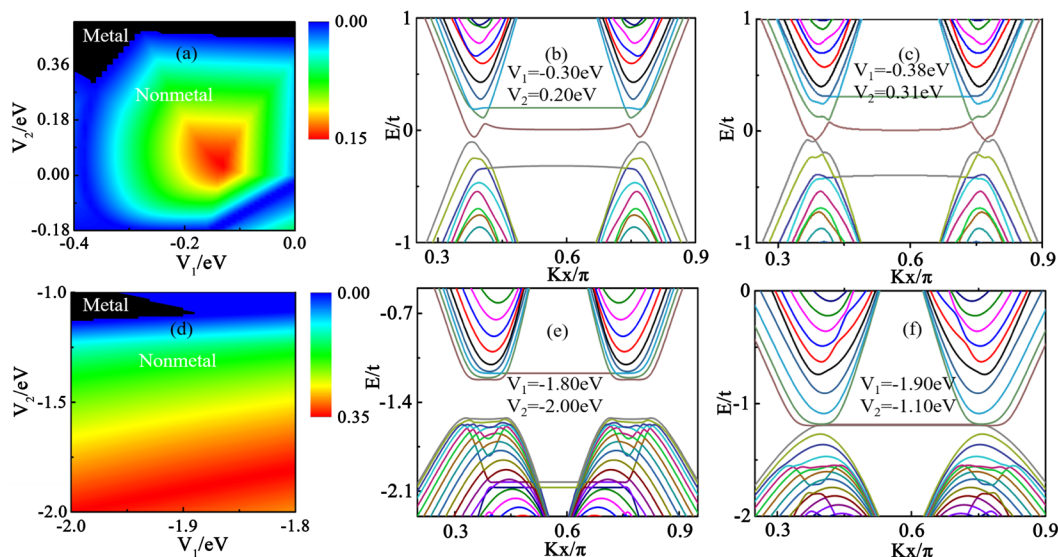 Metal
(a)
0.00
0.36
Nonmetal
0.18
V₂/eV
0.00
0.15
-0.18
-0.4
-0.2
0.0
V₁/eV
1
(b)
V₁=-0.30eV
V₂=0.20eV
E/t
0
-1
0.3
0.6
0.9
Kx/π
1
(c)
V₁=-0.38eV
V₂=0.31eV
E/t
0
-1
0.3
0.6
0.9
Kx/π
-1.0
Metal
(d)
0.00
Nonmetal
V₂/eV
-1.5
0.35
-2.0
-2.0
-1.9
-1.8
V₁/eV
-0.7
(e)
E/t
V₁=-1.80eV
-1.4
V₂=-2.00eV
-2.1
0.3
0.6
0.9
Kx/π
0
(f)
V₁=-1.90eV
E/t
V₂=-1.10eV
-1
-2
0.3
0.6
0.9
Kx/π